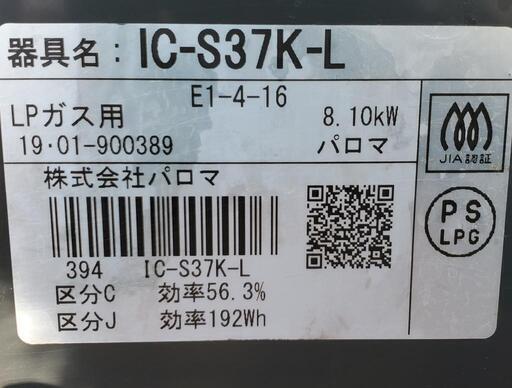 器具名：IC-S37K-L
E1-4-16
LPガス用 8.10kW
19·01-900389 パロマ
JIA認証
株式会社パロマ
PS
LPG
394 IC-S37K-L
区分C 効率56.3%
区分J 効率192Wh